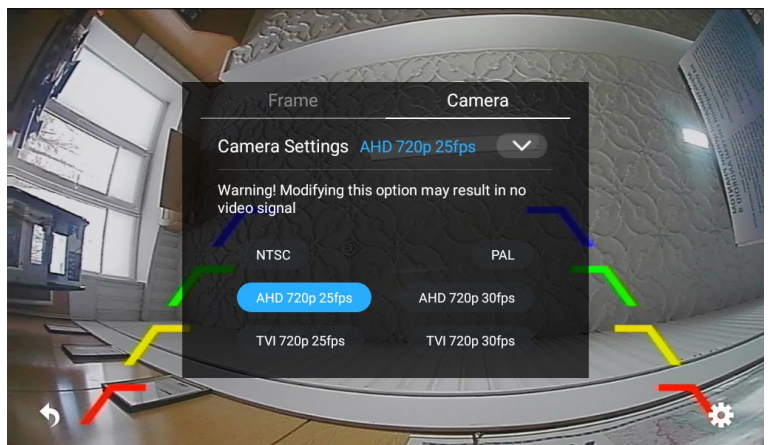 Frame
Camera
Camera Settings AHD 720p 25fps
Warning! Modifying this option may result in no
video signal
NTSC
PAL
AHD 720p 25fps
AHD 720p 30fps
TVI 720p 25fps
TVI 720p 30fps